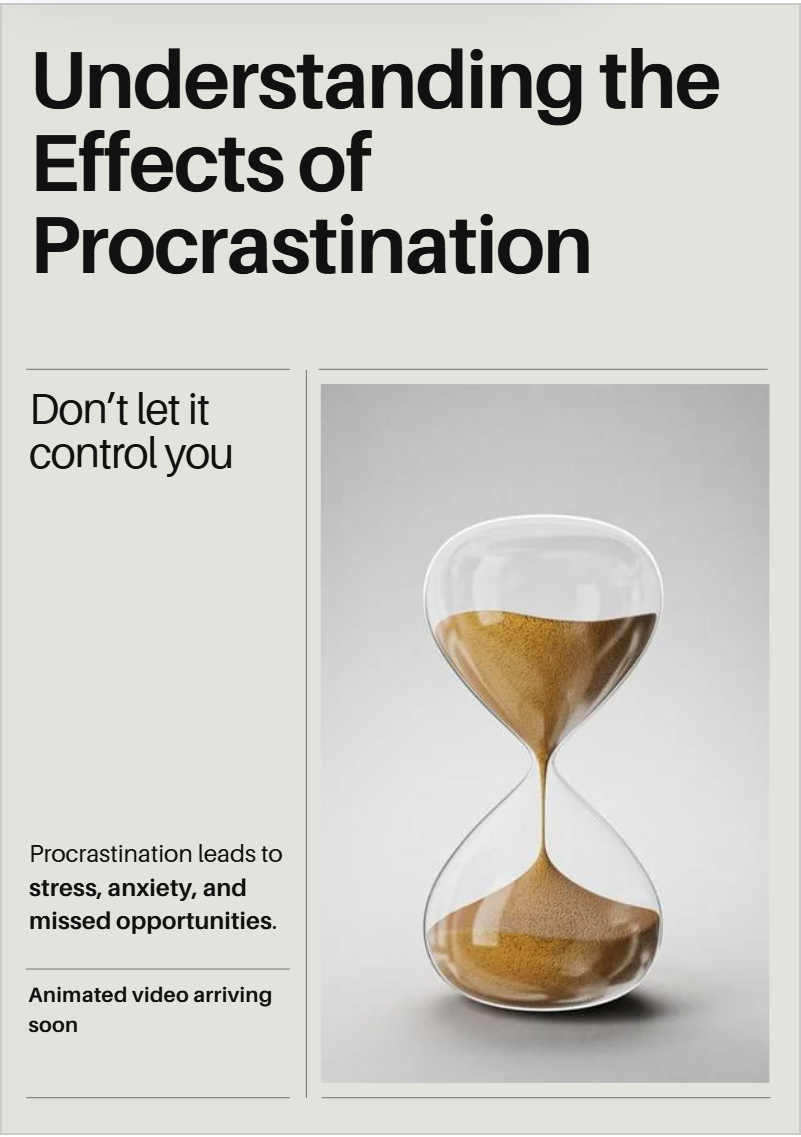 Understanding the
Effects of
Procrastination
Don’t let it
control you
Procrastination leads to
stress, anxiety, and
missed opportunities.
Animated video arriving
soon